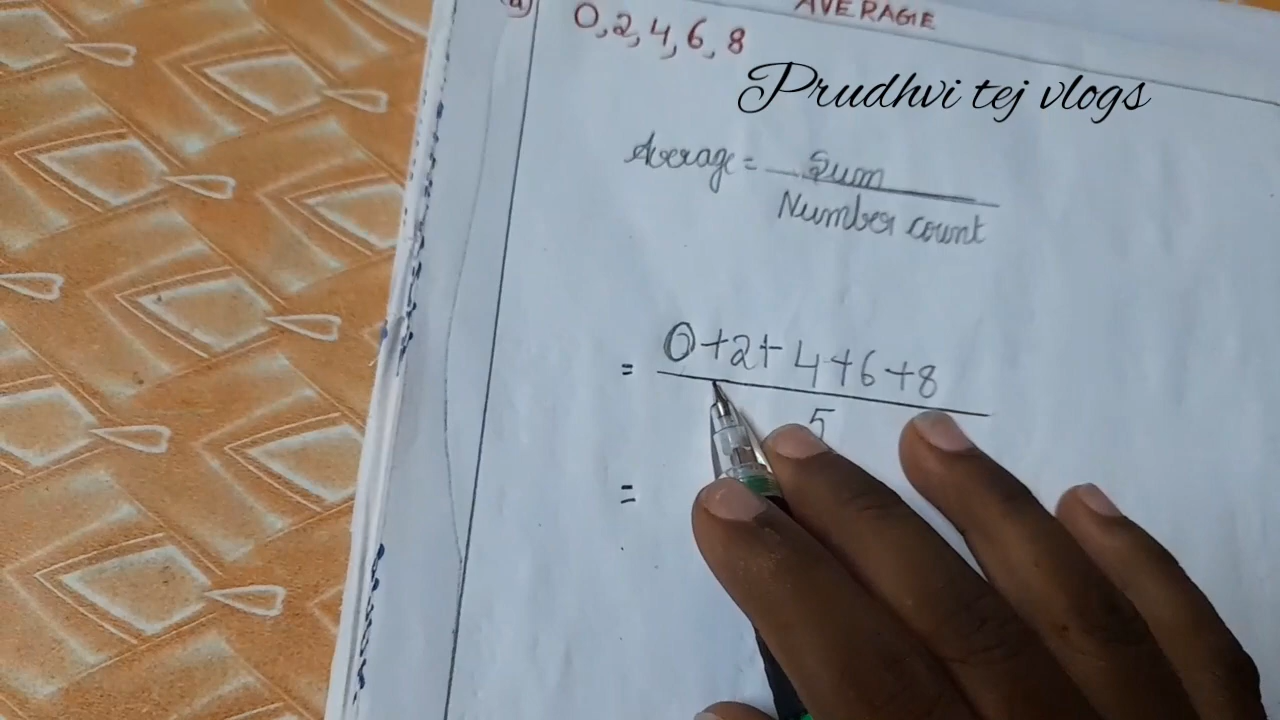 AVERAGE
a) 0,2,4,6,8
Prudhvi tej vlogs
Average = Sum
Number count
= 0+2+4+6+8
5
=